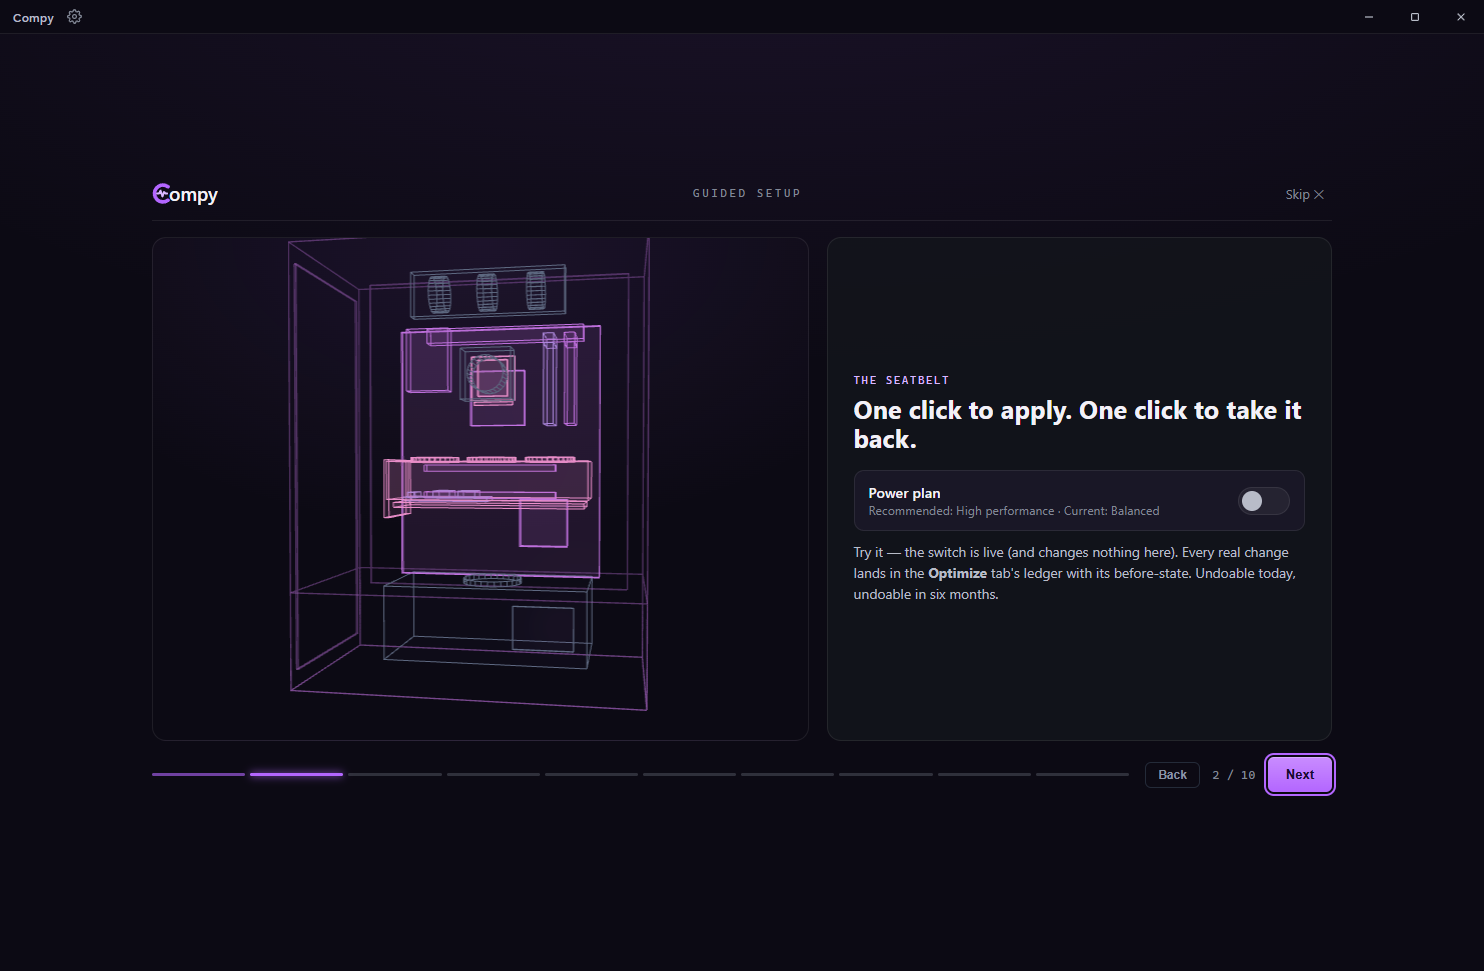 Compy
Compy
GUIDED SETUP
Skip
THE SEATBELT
One click to apply. One click to take it
back.
Power plan
Recommended: High performance · Current: Balanced
Try it — the switch is live (and changes nothing here). Every real change
lands in the Optimize tab's ledger with its before-state. Undoable today,
undoable in six months.
Back
2 / 10
Next